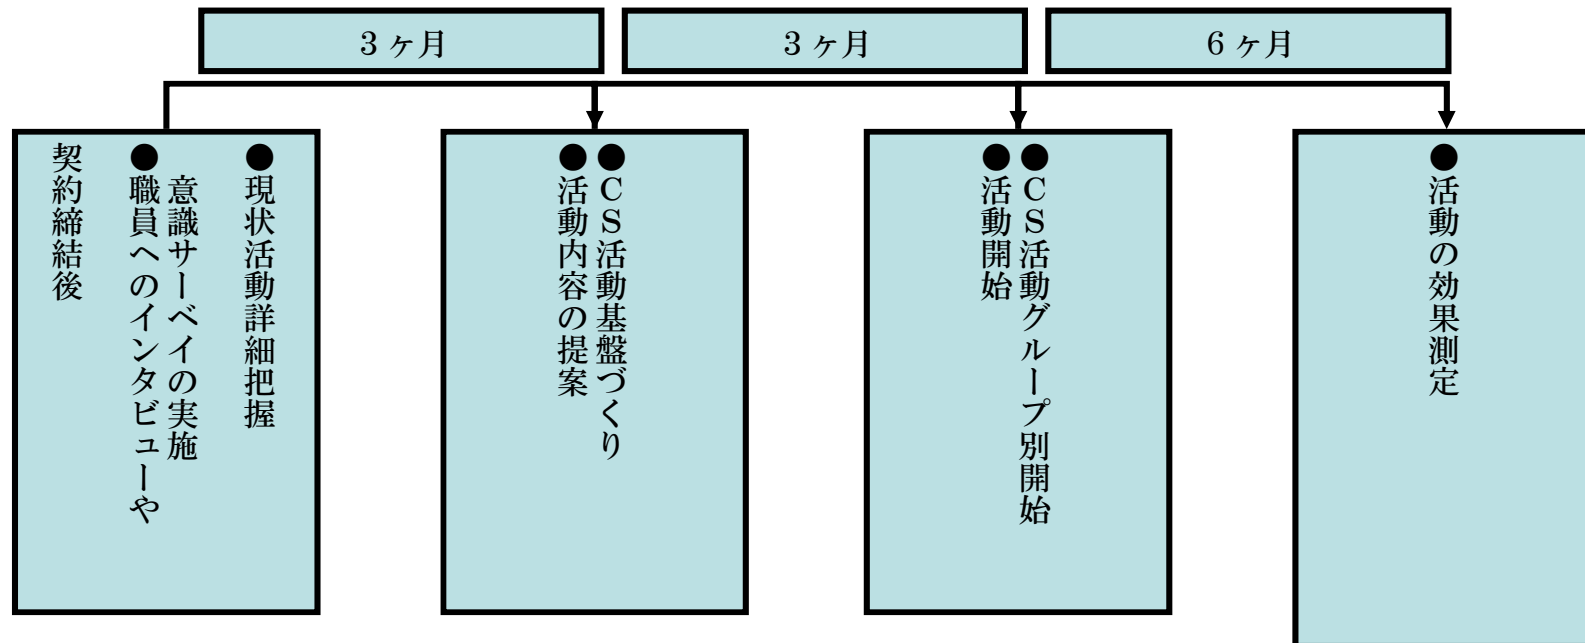 3ヶ月
3ヶ月
6ヶ月
契約締結後
●職員へのインタビューや
意識サーベイの実施
●現状活動詳細把握
●CS活動基盤づくり
●活動内容の提案
●CS活動グループ別開始
●活動開始
●活動の効果測定